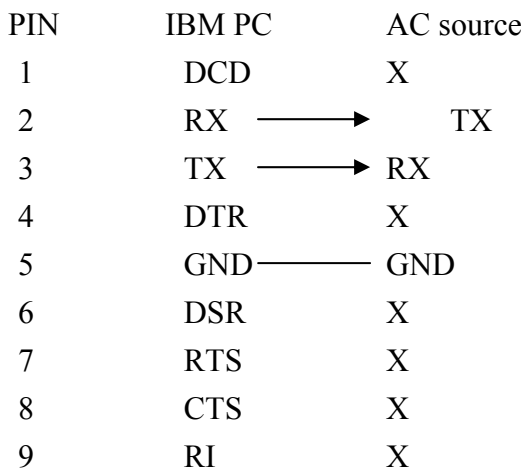 PIN IBM PC AC source
1 DCD X
2 RX TX
3 TX RX
4 DTR X
5 GND GND
6 DSR X
7 RTS X
8 CTS X
9 RI X